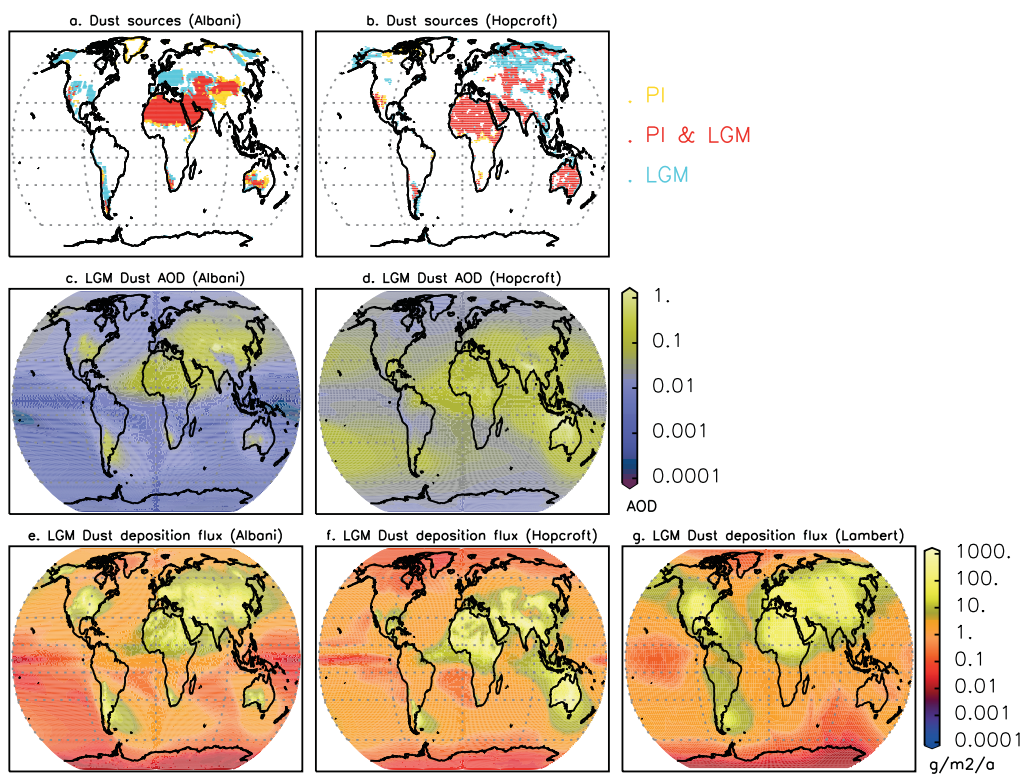 a. Dust sources (Albani)
b. Dust sources (Hopcroft)
. PI
. PI & LGM
. LGM
c. LGM Dust AOD (Albani)
d. LGM Dust AOD (Hopcroft)
1.
0.1
0.01
0.001
0.0001
AOD
e. LGM Dust deposition flux (Albani)
f. LGM Dust deposition flux (Hopcroft)
g. LGM Dust deposition flux (Lambert)
1000.
100.
10.
1.
0.1
0.01
0.001
0.0001
g/m2/a